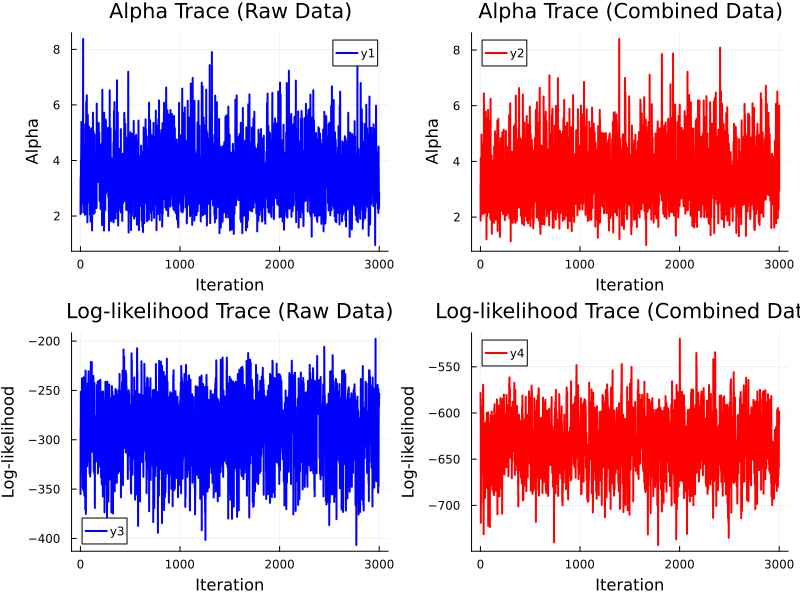 Alpha Trace (Raw Data)
8
6
4
2
Alpha
y1
0
1000
2000
3000
Iteration
Alpha Trace (Combined Data)
8
6
4
2
Alpha
y2
0
1000
2000
3000
Iteration
Log-likelihood Trace (Raw Data)
−200
−250
−300
−350
−400
Log-likelihood
y3
0
1000
2000
3000
Iteration
Log-likelihood Trace (Combined Dat
−550
−600
−650
−700
Log-likelihood
y4
0
1000
2000
3000
Iteration